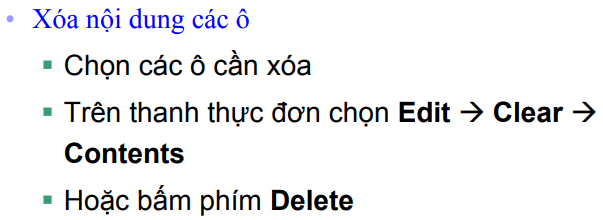 • Xóa nội dung các ô
▪ Chọn các ô cần xóa
▪ Trên thanh thực đơn chọn Edit → Clear →
Contents
▪ Hoặc bấm phím Delete